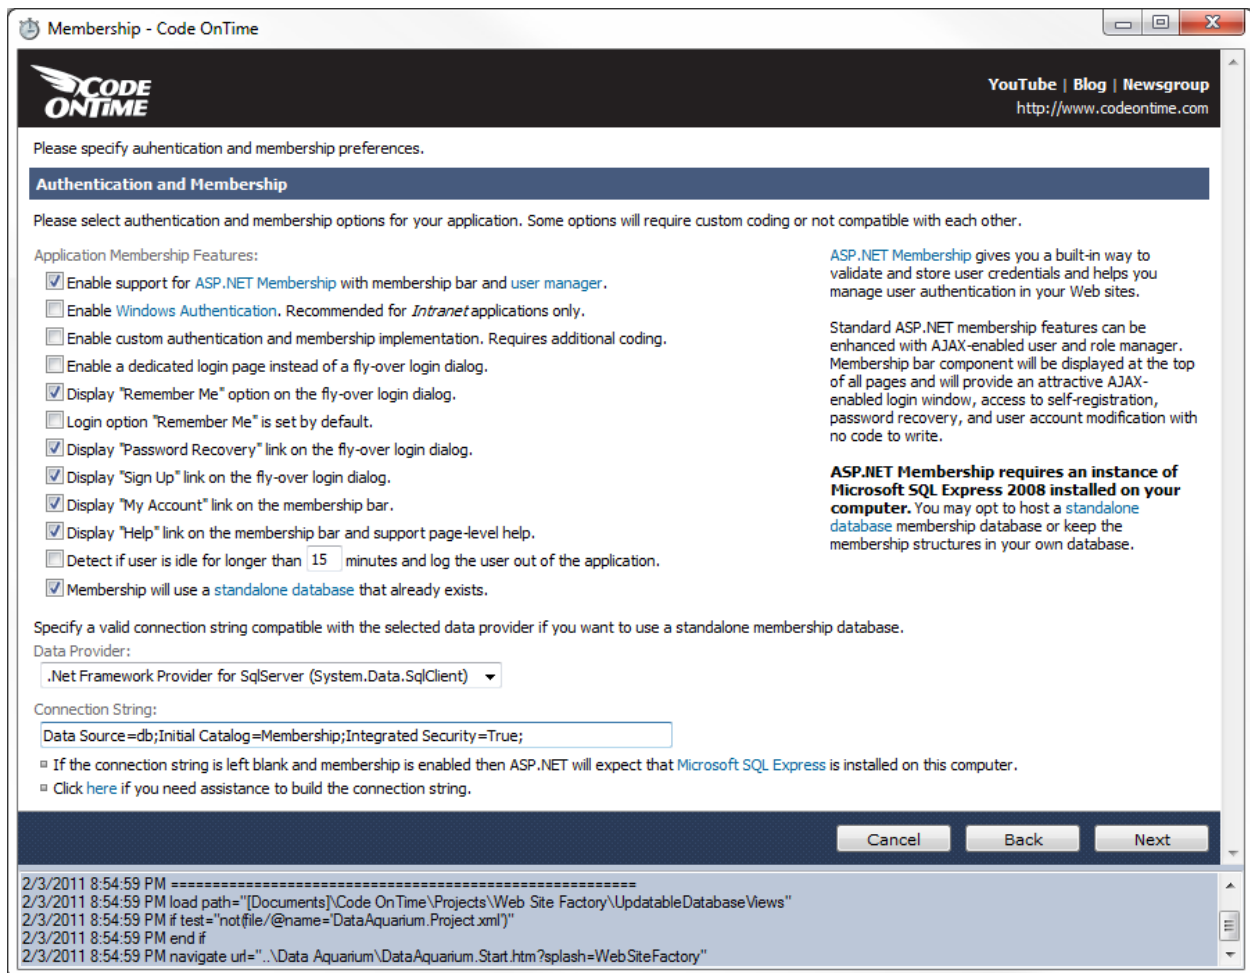 Membership - Code OnTime
CODE
ONTIME
YouTube | Blog | Newsgroup
http://www.codeontime.com
Please specify auhentication and membership preferences.
Authentication and Membership
Please select authentication and membership options for your application. Some options will require custom coding or not compatible with each other.
Application Membership Features:
Enable support for ASP.NET Membership with membership bar and user manager.
Enable Windows Authentication. Recommended for Intranet applications only.
Enable custom authentication and membership implementation. Requires additional coding.
Enable a dedicated login page instead of a fly-over login dialog.
Display "Remember Me" option on the fly-over login dialog.
Login option "Remember Me" is set by default.
Display "Password Recovery" link on the fly-over login dialog.
Display "Sign Up" link on the fly-over login dialog.
Display "My Account" link on the membership bar.
Display "Help" link on the membership bar and support page-level help.
Detect if user is idle for longer than 15 minutes and log the user out of the application.
Membership will use a standalone database that already exists.
ASP.NET Membership gives you a built-in way to
validate and store user credentials and helps you
manage user authentication in your Web sites.
Standard ASP.NET membership features can be
enhanced with AJAX-enabled user and role manager.
Membership bar component will be displayed at the top
of all pages and will provide an attractive AJAX-
enabled login window, access to self-registration,
password recovery, and user account modification with
no code to write.
ASP.NET Membership requires an instance of
Microsoft SQL Express 2008 installed on your
computer. You may opt to host a standalone
database membership database or keep the
membership structures in your own database.
Specify a valid connection string compatible with the selected data provider if you want to use a standalone membership database.
Data Provider:
.Net Framework Provider for SqlServer (System.Data.SqlClient)
Connection String:
Data Source=db;Initial Catalog=Membership;Integrated Security=True;
If the connection string is left blank and membership is enabled then ASP.NET will expect that Microsoft SQL Express is installed on this computer.
Click here if you need assistance to build the connection string.
Cancel
Back
Next
2/3/2011 8:54:59 PM ========================================================
2/3/2011 8:54:59 PM load path="[Documents]\Code OnTime\Projects\Web Site Factory\UpdatableDatabaseViews"
2/3/2011 8:54:59 PM if test="not(file/@name='DataAquarium.Project.xml')"
2/3/2011 8:54:59 PM end if
2/3/2011 8:54:59 PM navigate url="..\Data Aquarium\DataAquarium.Start.htm?splash=WebSiteFactory"